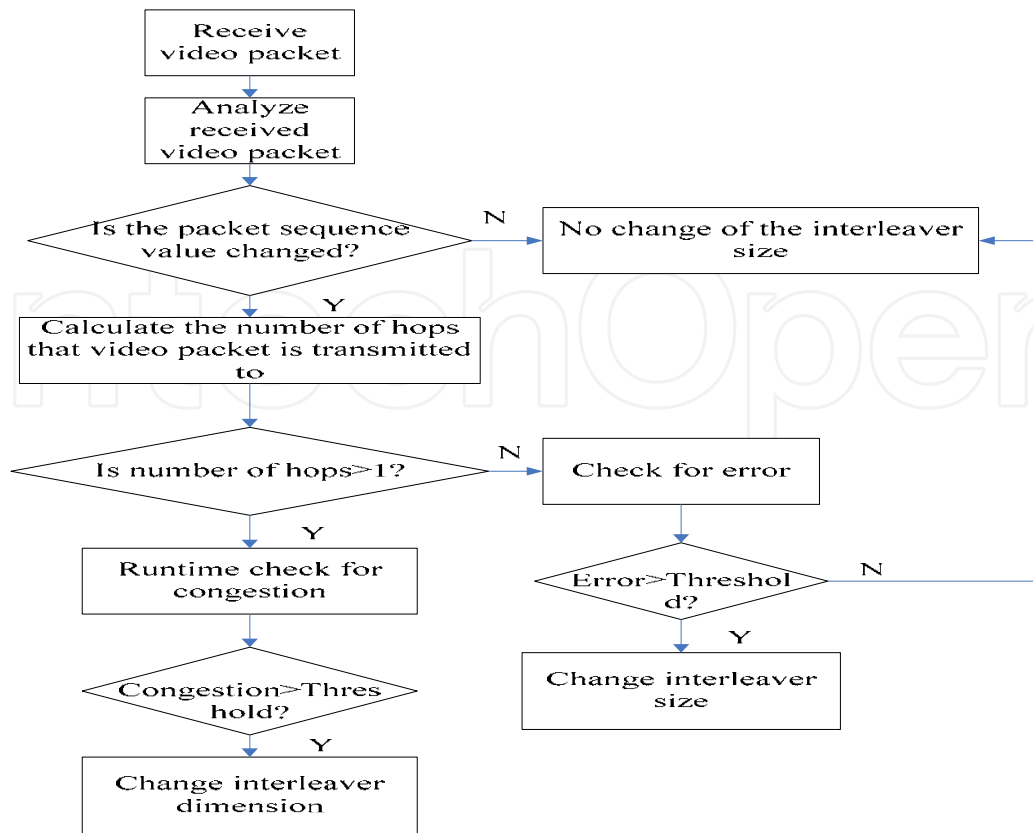 Receive
video packet
Analyze
received
video packet
Is the packet sequence
value changed?
N
No change of the interleaver
size
Y
Calculate the number of hops
that video packet is transmitted
to
Is number of hops>1?
N
Check for error
Y
Runtime check for
congestion
Error>Threshol
d?
N
Y
Change interleaver
size
Congestion>Thres
hold?
Y
Change interleaver
dimension
ntechOpen